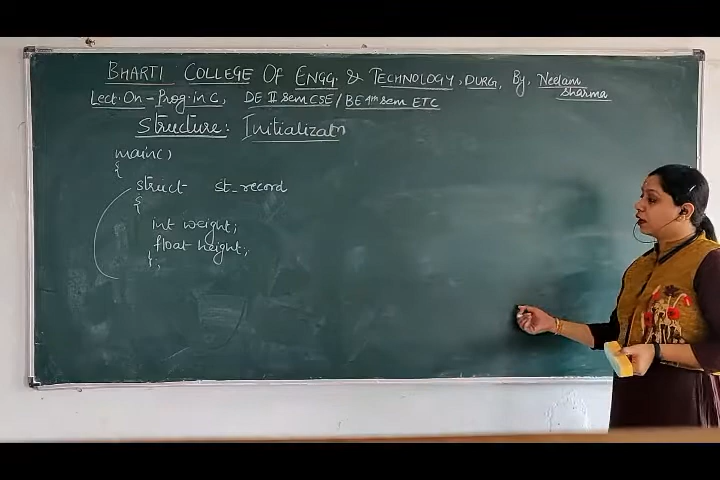 BHARTI COLLEGE OF ENGG. & TECHNOLOGY, DURG, By, Neelam Sharma
Lect. On - Prog. in C, DE II Sem CSE / BE 4th Sem ETC
Structure: Initializatn
main()
{
struct st_record
{
int weight;
float height;
};